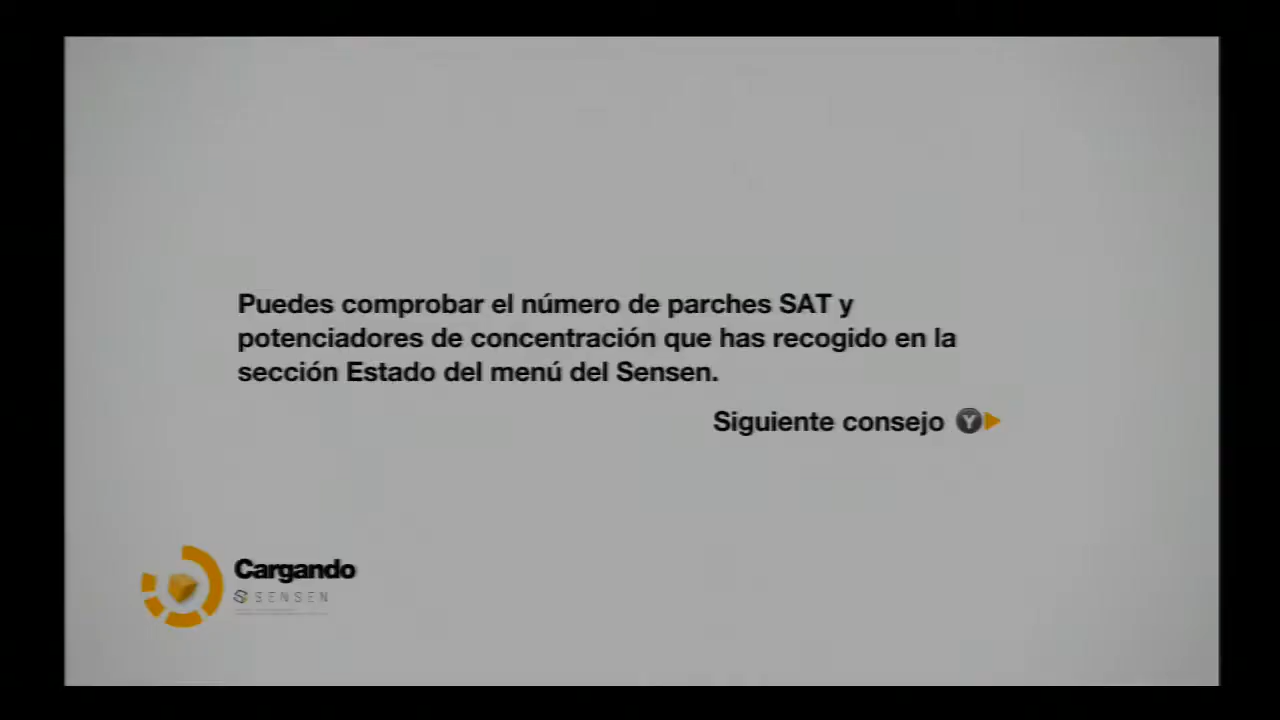 Puedes comprobar el número de parches SAT y
potenciadores de concentración que has recogido en la
sección Estado del menú del Sensen.
Siguiente consejo Y
Cargando
SENSEN